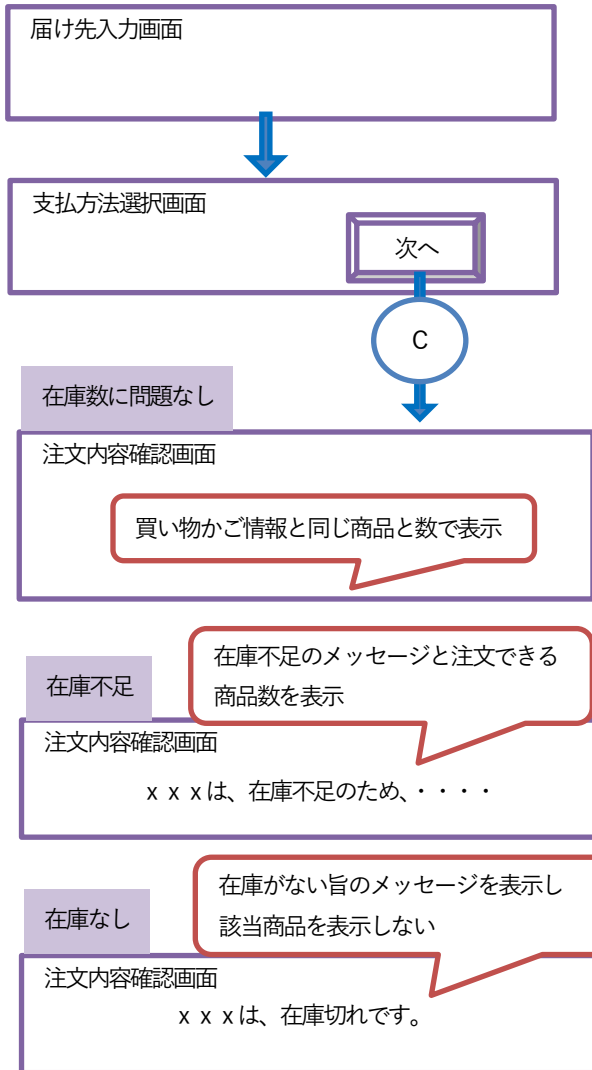 届け先入力画面
支払方法選択画面
次へ
C
在庫数に問題なし
注文内容確認画面
買い物かご情報と同じ商品と数で表示
在庫不足のメッセージと注文できる
商品数を表示
在庫不足
注文内容確認画面
ｘｘｘは、在庫不足のため、・・・・
在庫がない旨のメッセージを表示し
該当商品を表示しない
在庫なし
注文内容確認画面
ｘｘｘは、在庫切れです。